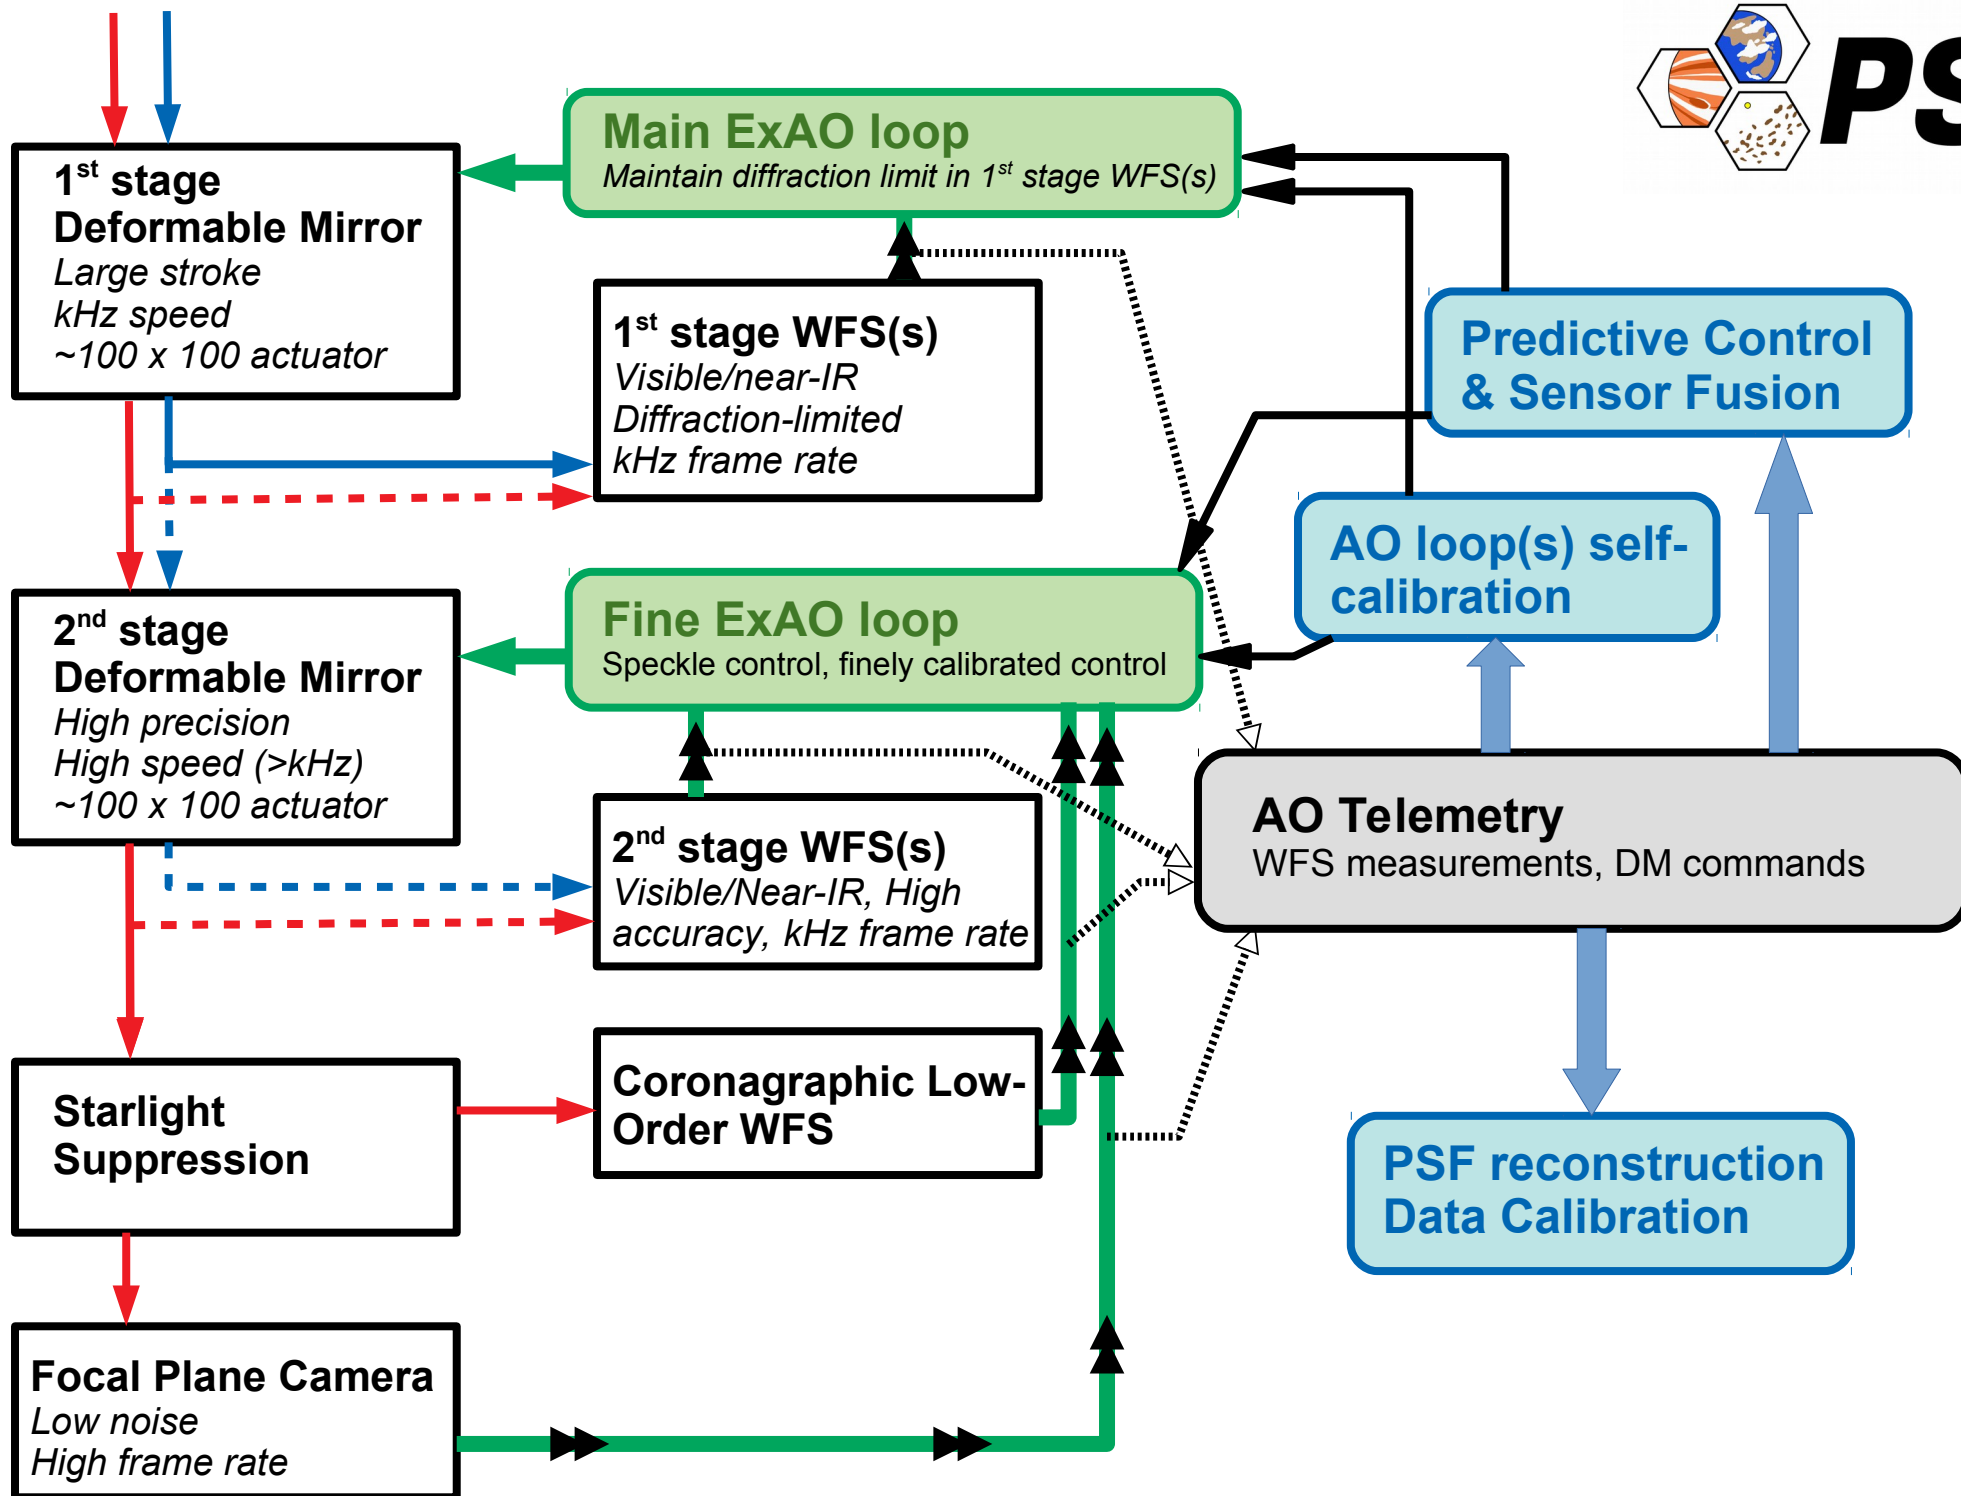 PS
Main ExAO loop
Maintain diffraction limit in 1st stage WFS(s)
1st stage
Deformable Mirror
Large stroke
kHz speed
~100 x 100 actuator
1st stage WFS(s)
Visible/near-IR
Diffraction-limited
kHz frame rate
Predictive Control
& Sensor Fusion
AO loop(s) self-
calibration
Fine ExAO loop
Speckle control, finely calibrated control
2nd stage
Deformable Mirror
High precision
High speed (>kHz)
~100 x 100 actuator
2nd stage WFS(s)
Visible/Near-IR, High
accuracy, kHz frame rate
AO Telemetry
WFS measurements, DM commands
Starlight
Suppression
Coronagraphic Low-
Order WFS
PSF reconstruction
Data Calibration
Focal Plane Camera
Low noise
High frame rate